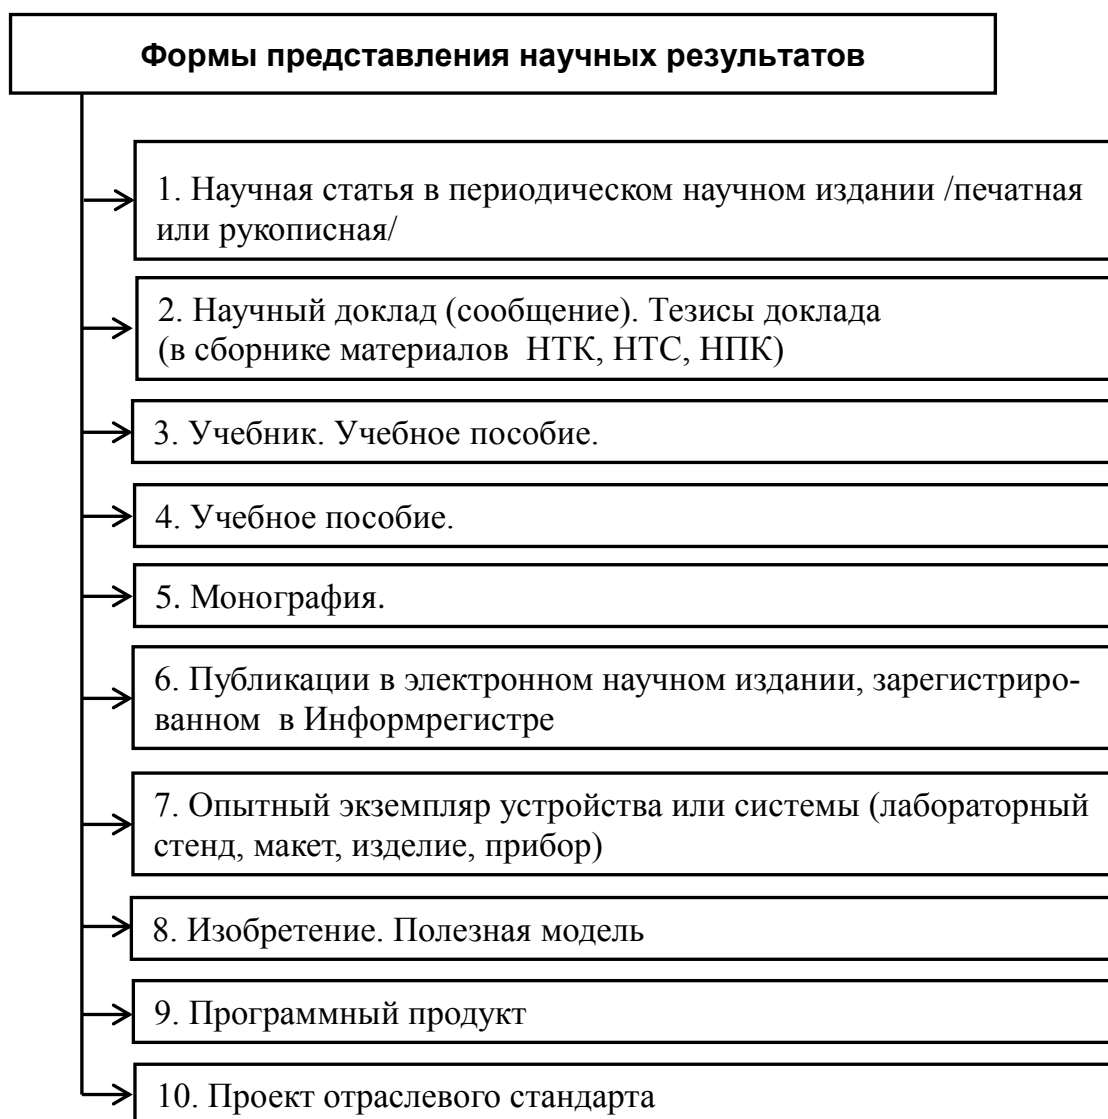 Формы представления научных результатов
1. Научная статья в периодическом научном издании /печатная
или рукописная/
2. Научный доклад (сообщение). Тезисы доклада
(в сборнике материалов НТК, НТС, НПК)
3. Учебник. Учебное пособие.
4. Учебное пособие.
5. Монография.
6. Публикации в электронном научном издании, зарегистриро-
ванном в Информрегистре
7. Опытный экземпляр устройства или системы (лабораторный
стенд, макет, изделие, прибор)
8. Изобретение. Полезная модель
9. Программный продукт
10. Проект отраслевого стандарта